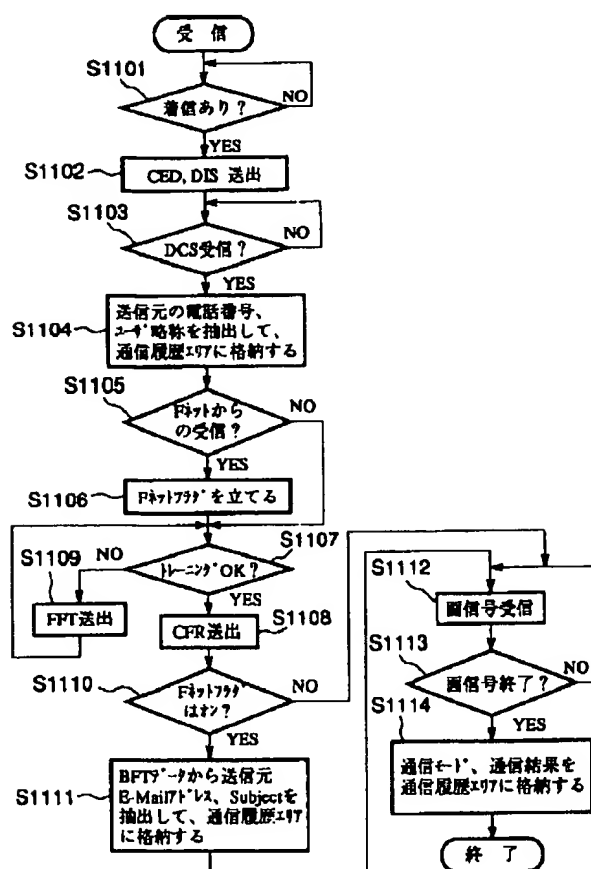 受 信
S1101
着信あり?
NO
YES
S1102
CED, DIS 送出
S1103
DCS受信?
NO
YES
S1104
送信元の電話番号、
ユーザ略称を抽出して、
通信履歴エリアに格納する
S1105
Fネットから
の受信?
NO
YES
S1106
Fネットフラグを立てる
S1107
トレーニングOK?
NO
YES
S1109
FPT送出
S1108
CFR送出
S1110
Fネットフラグ
はオン?
NO
YES
S1111
BFTデータから送信元
E-Mailアドレス、Subjectを
抽出して、通信履歴エリア
に格納する
S1112
画信号受信
S1113
画信号終了?
NO
YES
S1114
通信モード、通信結果を
通信履歴エリアに格納する
終 了